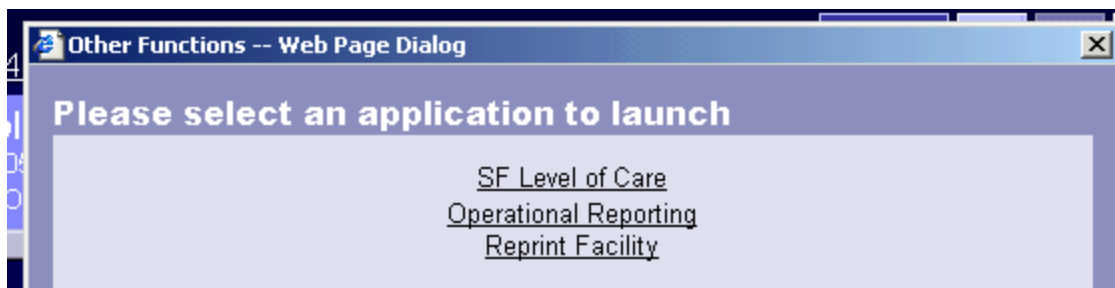 Other Functions -- Web Page Dialog
4
Please select an application to launch
SF Level of Care
Operational Reporting
Reprint Facility